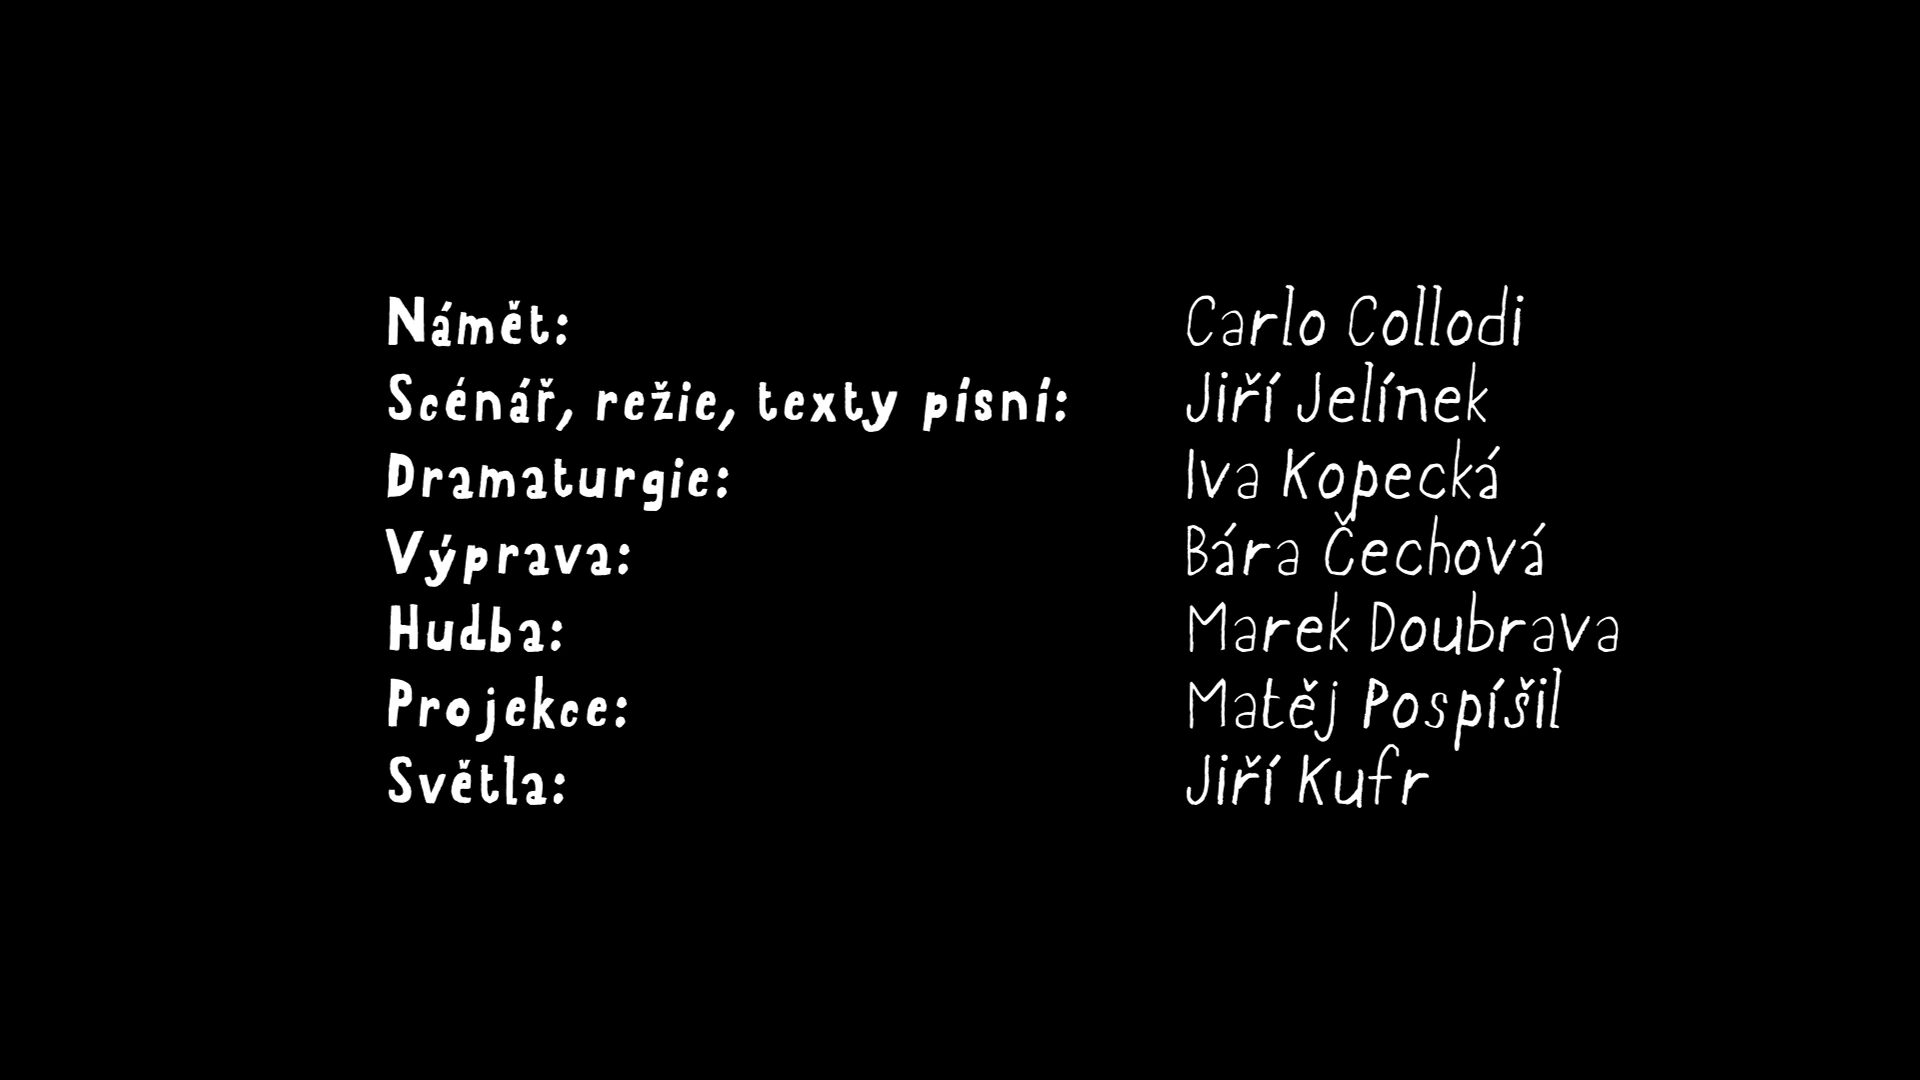 Námět: Carlo Collodi
Scénář, režie, texty písní: Jiří Jelínek
Dramaturgie: Iva Kopecká
Výprava: Bára Čechová
Hudba: Marek Doubrava
Projekce: Matěj Pospíšil
Světla: Jiří Kufr